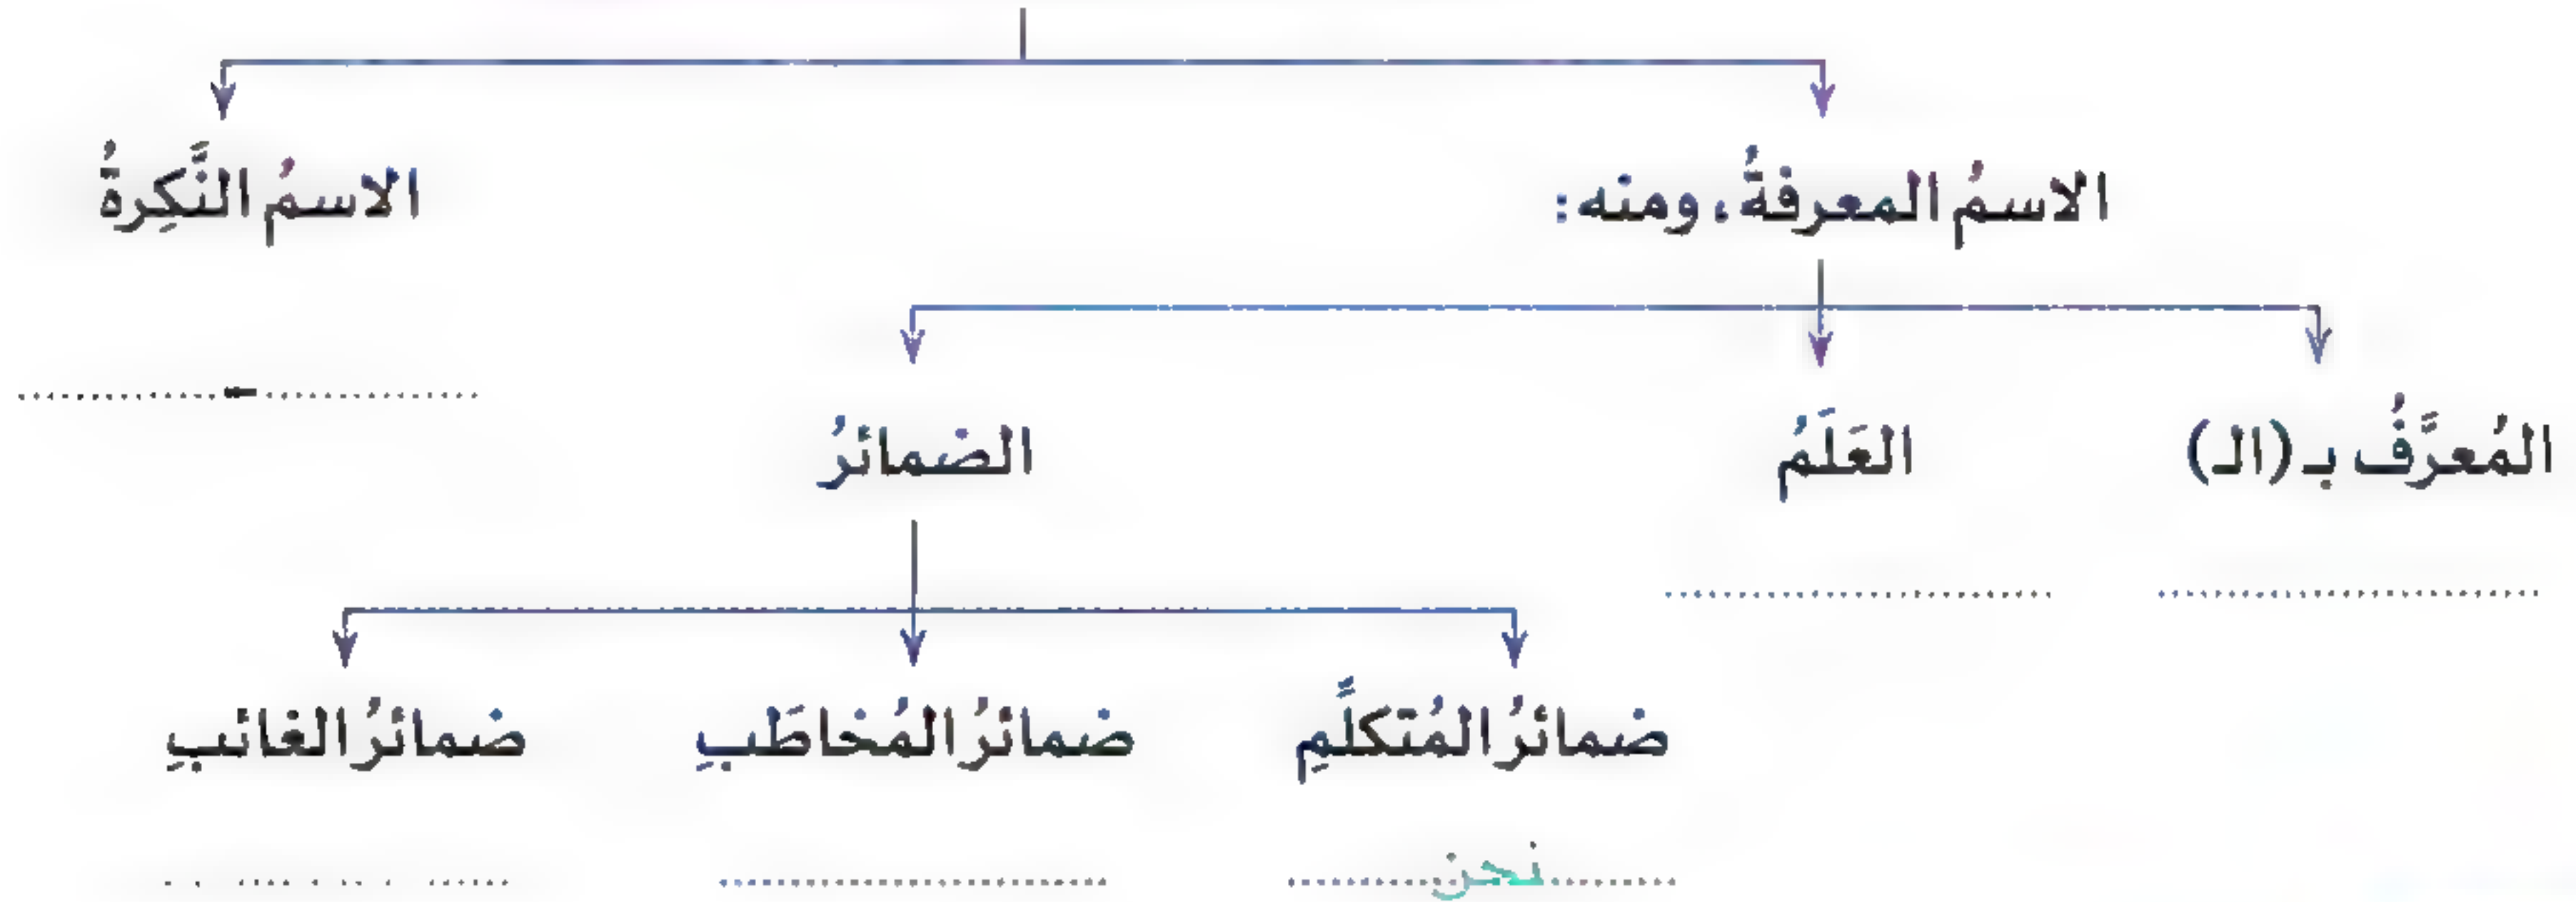 الاسمُ المعرفةُ، ومنه:
الاسمُ النَّكِرةُ
المُعرَّفُ بـ (الـ)
العَلَمُ
الضمائرُ
ضمائرُ المُتكلِّمِ
ضمائرُ المُخاطَبِ
ضمائرُ الغائبِ
نحن